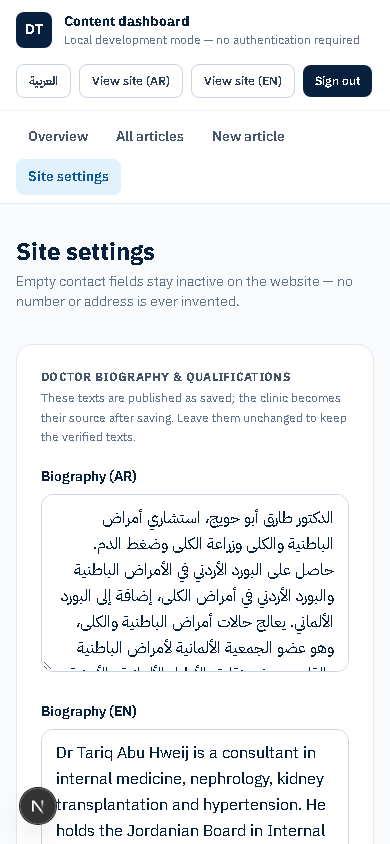 DT
Content dashboard
Local development mode — no authentication required
العربية
View site (AR)
View site (EN)
Sign out
Overview
All articles
New article
Site settings
Site settings
Empty contact fields stay inactive on the website — no
number or address is ever invented.
DOCTOR BIOGRAPHY & QUALIFICATIONS
These texts are published as saved; the clinic becomes
their source after saving. Leave them unchanged to keep
the verified texts.
Biography (AR)
الدكتور طارق أبو حويج، استشاري أمراض
الباطنية والكلى وزراعة الكلى وضغط الدم.
حاصل على البورد الأردني في الأمراض الباطنية
والبورد الأردني في أمراض الكلى، إضافة إلى البورد
الألماني. يعالج حالات أمراض الباطنية والكلى،
وهو عضو الجمعية الألمانية لأمراض الباطنية
Biography (EN)
Dr Tariq Abu Hweij is a consultant in
internal medicine, nephrology, kidney
transplantation and hypertension. He
holds the Jordanian Board in Internal
N